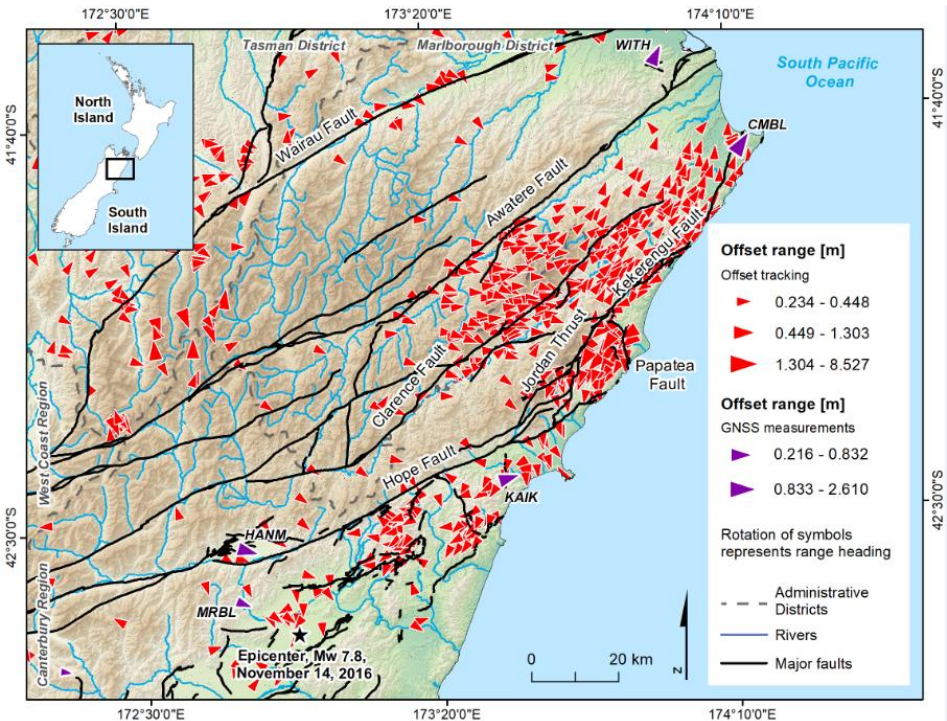 172°30'0"E
173°20'0"E
174°10'0"E
Tasman District
Marlborough District
WITH
South Pacific
Ocean
North
Island
South
Island
41°40'0"S
41°40'0"S
Wairau Fault
CMBL
Awatere Fault
Kekerengu Fault
Jordan Thrust
Papatea
Fault
Clarence Fault
Hope Fault
KAIK
HANM
MRBL
West Coast Region
Canterbury Region
42°30'0"S
42°30'0"S
Epicenter, Mw 7.8,
November 14, 2016
0 20 km
N
Offset range [m]
Offset tracking
0.234 - 0.448
0.449 - 1.303
1.304 - 8.527
Offset range [m]
GNSS measurements
0.216 - 0.832
0.833 - 2.610
Rotation of symbols
represents range heading
Administrative
Districts
Rivers
Major faults
172°30'0"E
173°20'0"E
174°10'0"E